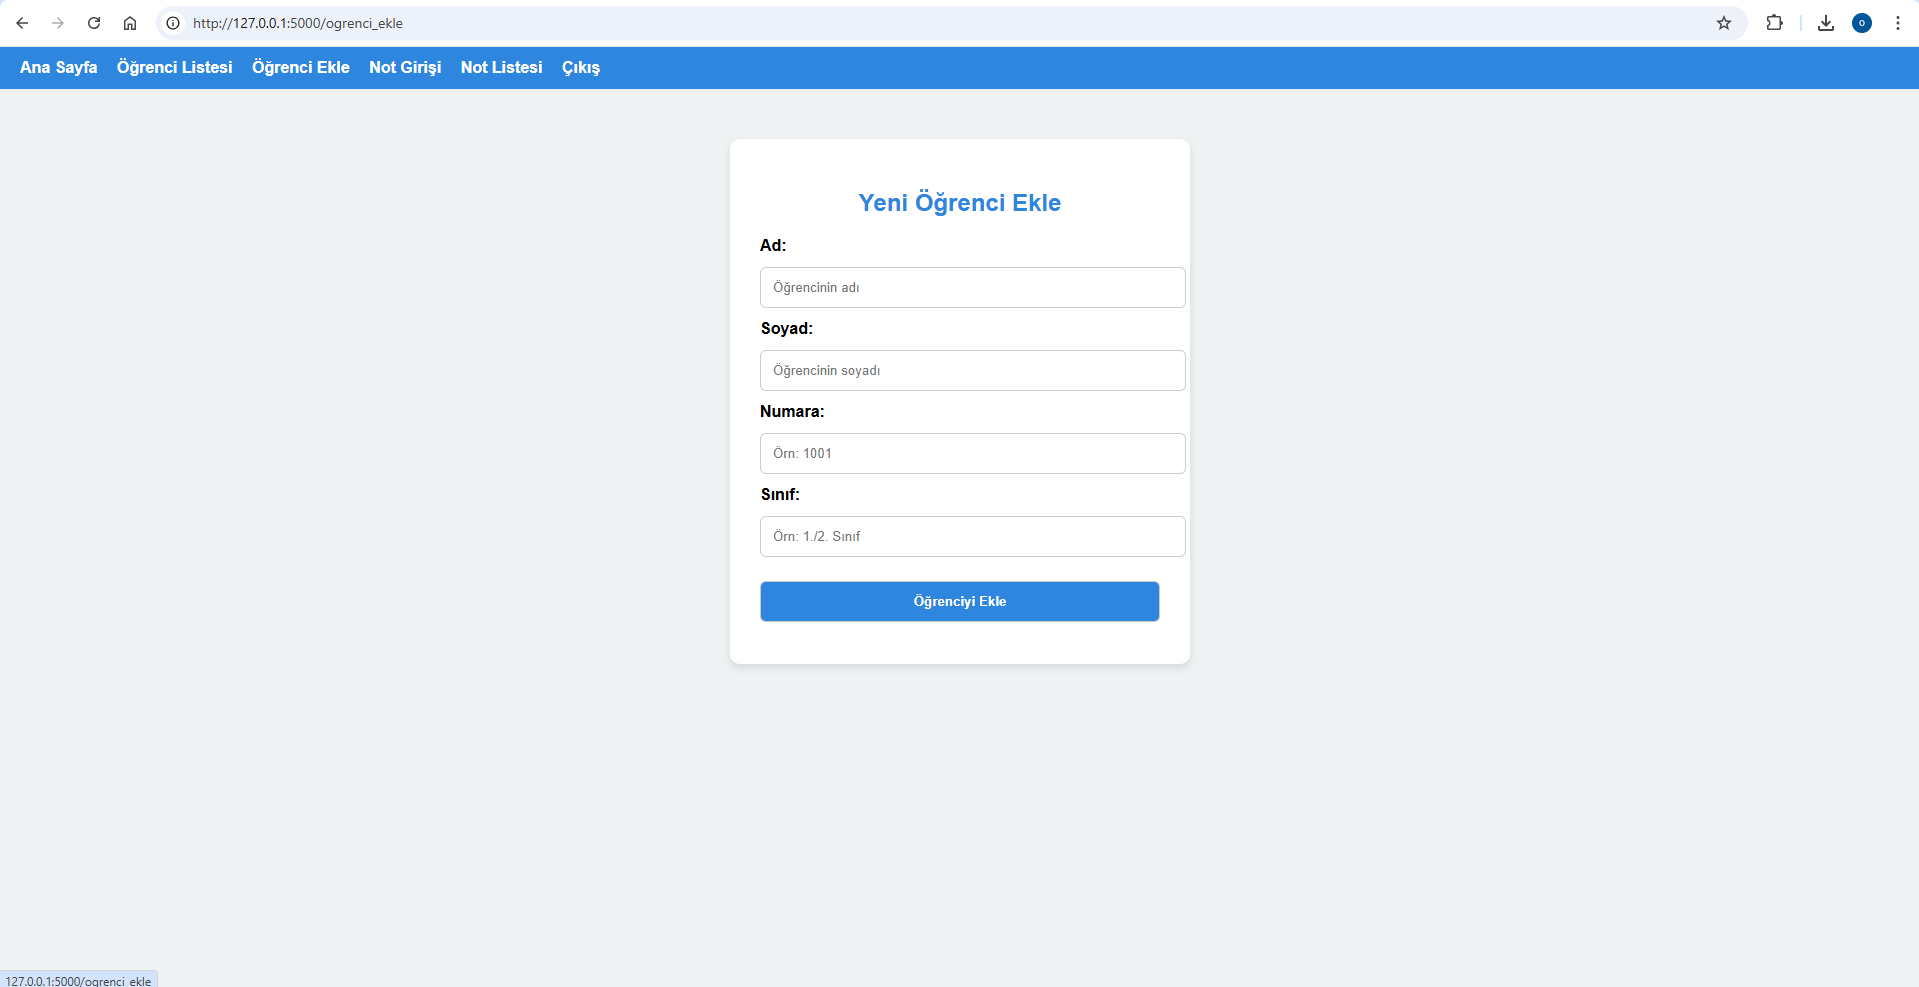 http://127.0.0.1:5000/ogrenci_ekle
o
Ana Sayfa Öğrenci Listesi Öğrenci Ekle Not Girişi Not Listesi Çıkış
Yeni Öğrenci Ekle
Ad:
Öğrencinin adı
Soyad:
Öğrencinin soyadı
Numara:
Örn: 1001
Sınıf:
Örn: 1./2. Sınıf
Öğrenciyi Ekle
127.0.0.1:5000/ogrenci_ekle